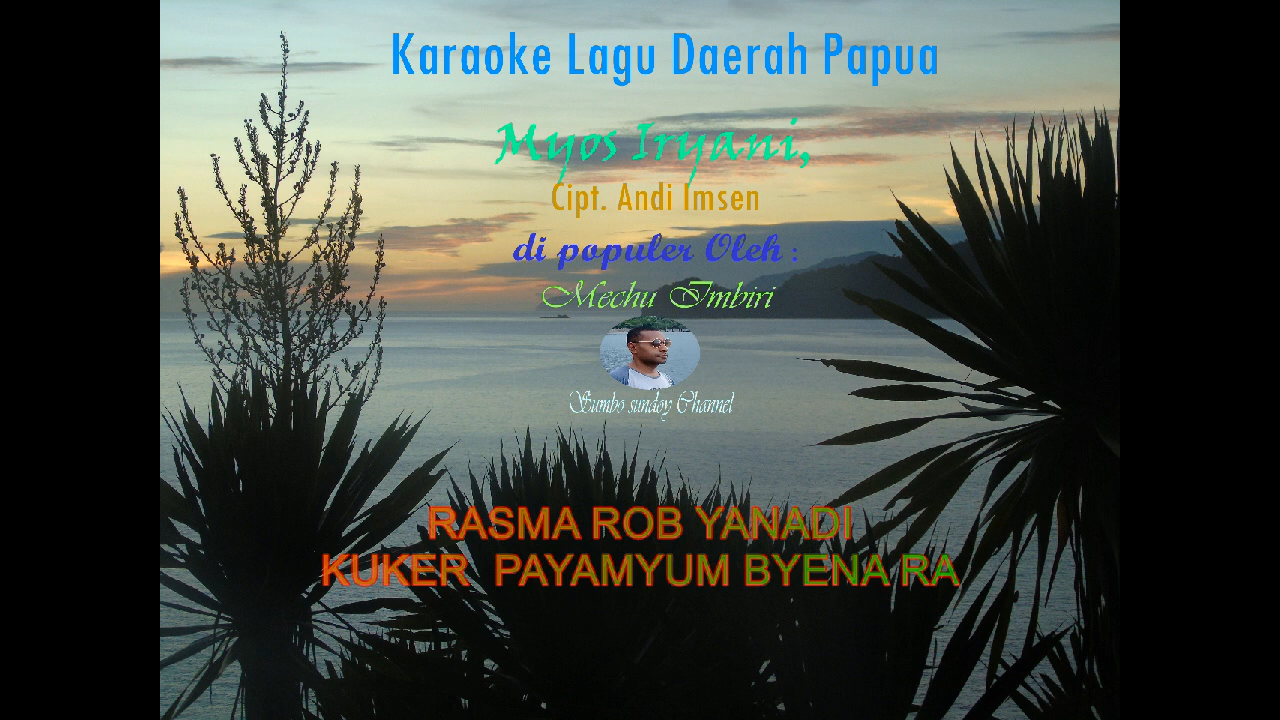 Karaoke Lagu Daerah Papua
Myos Iryani,
Cipt. Andi Imsen
di populer Oleh :
Mechu Imbiri
Sumbo sundoy Channel
RASMA ROB YANADI
KUKER PAYAMYUM BYENA RA